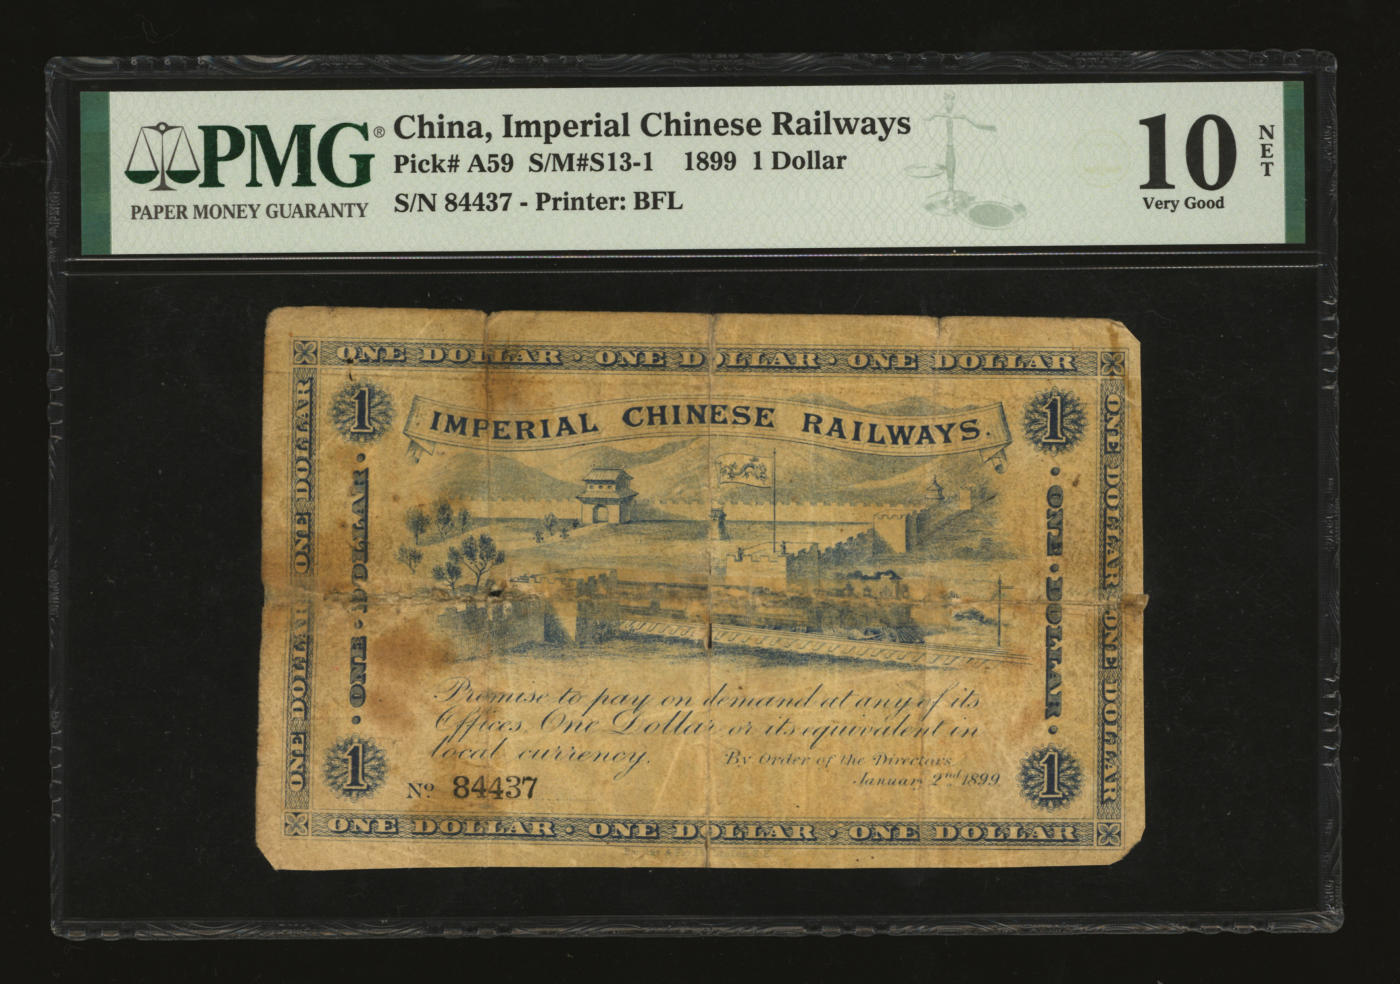 PMG®
PAPER MONEY GUARANTY
China, Imperial Chinese Railways
Pick# A59 S/M#S13-1 1899 1 Dollar
S/N 84437 - Printer: BFL
10
NET
Very Good
ONE DOLLAR · ONE DOLLAR · ONE DOLLAR
1
IMPERIAL CHINESE RAILWAYS.
1
ONE DOLLAR ONE DOLLAR ONE DOLLAR
· ONE · DOLLAR ·
· ONE · DOLLAR ·
ONE DOLLAR ONE DOLLAR ONE DOLLAR
Promise to pay on demand at any of its
Offices, One Dollar or its equivalent in
local currency.
By Order of the Directors
January 2nd 1899
1
No 84437
1
ONE DOLLAR · ONE DOLLAR · ONE DOLLAR